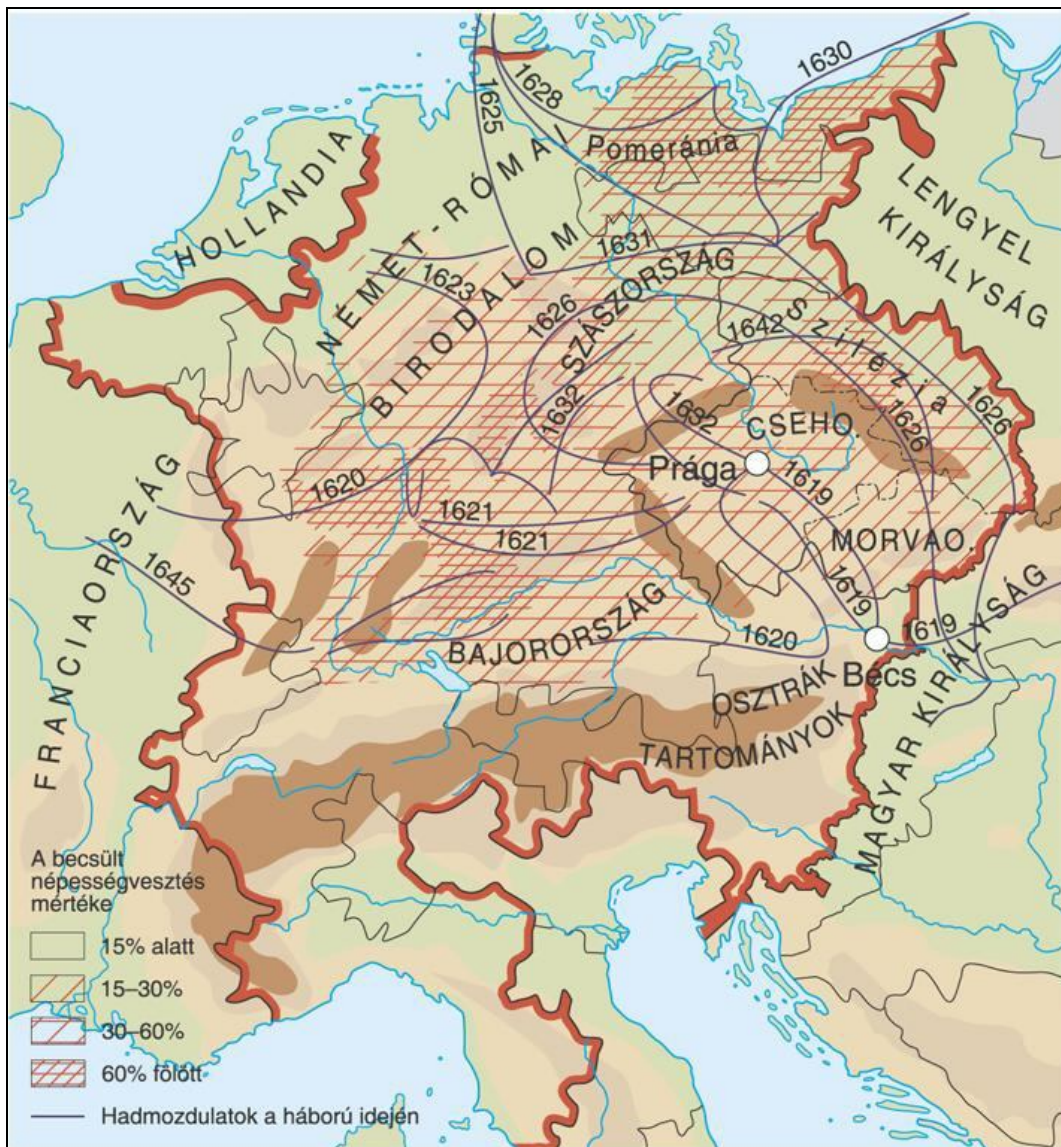 1630
1628
1625
Pomeránia
HOLLANDIA
NÉMET-RÓMAI
BIRODALOM
LENGYEL
KIRÁLYSÁG
1631
1623
SZÁSZORSZÁG
1626
1642
Szilézia
1632
1632
1626
1626
CSEHO.
Prága
1619
1620
1621
1621
MORVAO.
FRANCIAORSZÁG
1645
1619
BAJORORSZÁG
1620
1619
Bécs
OSZTRÁK
TARTOMÁNYOK
MAGYAR KIRÁLYSÁG
A becsült
népességvesztés
mértéke
15% alatt
15–30%
30–60%
60% fölött
Hadmozdulatok a háború idején